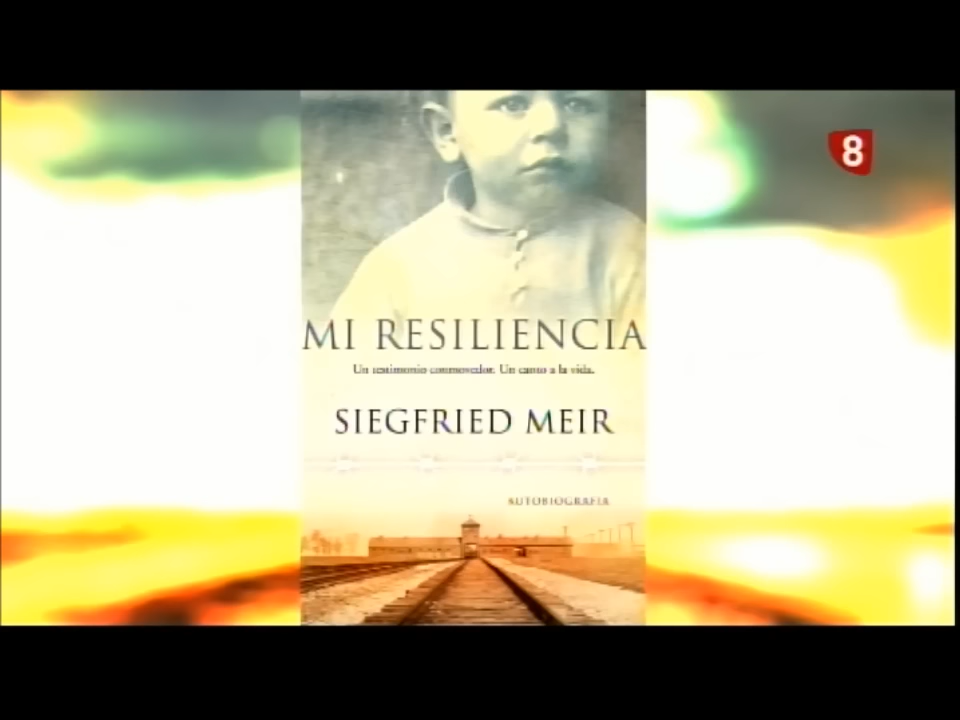 8
MI RESILIENCIA
Un testimonio conmovedor. Un canto a la vida.
SIEGFRIED MEIR
AUTOBIOGRAFÍA